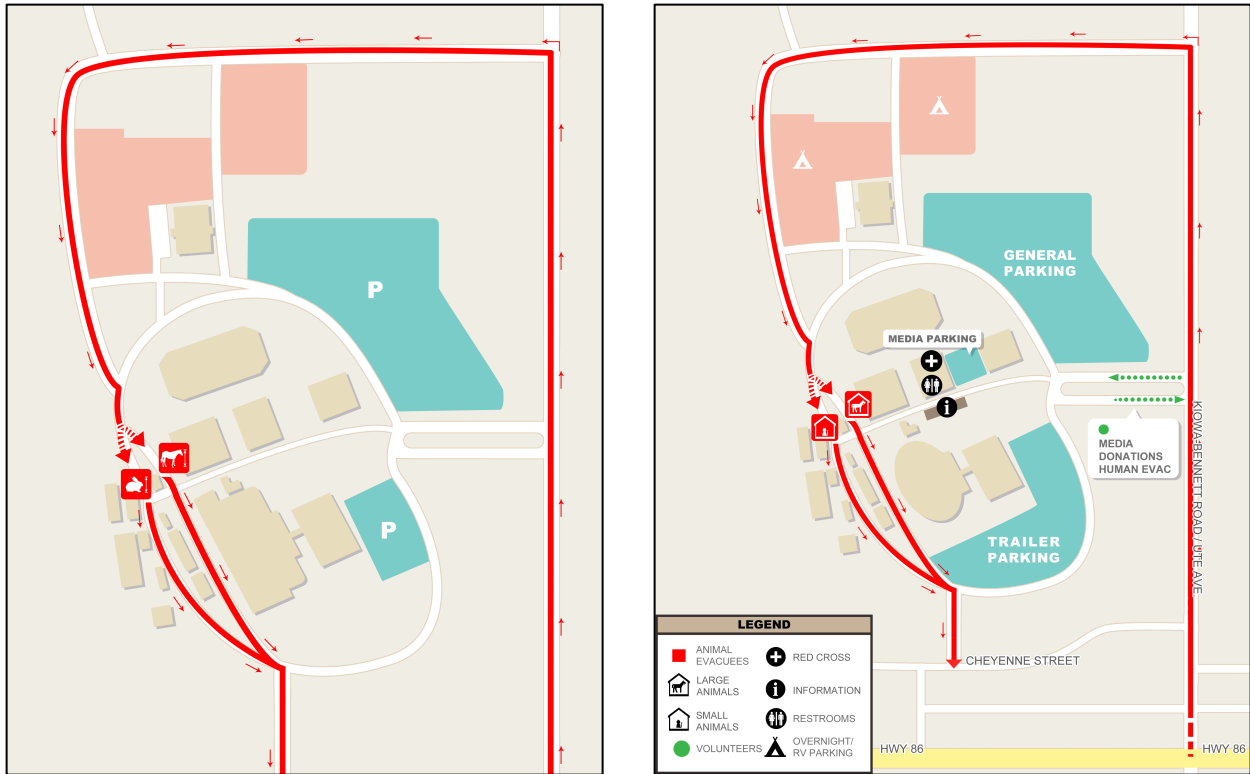 P
P
GENERAL
PARKING
MEDIA PARKING
i
MEDIA
DONATIONS
HUMAN EVAC
KIOWA-BENNETT ROAD / UTE AVE
TRAILER
PARKING
CHEYENNE STREET
HWY 86
HWY 86
LEGEND
ANIMAL
EVACUEES
RED CROSS
LARGE
ANIMALS
i
INFORMATION
SMALL
ANIMALS
RESTROOMS
VOLUNTEERS
OVERNIGHT/
RV PARKING